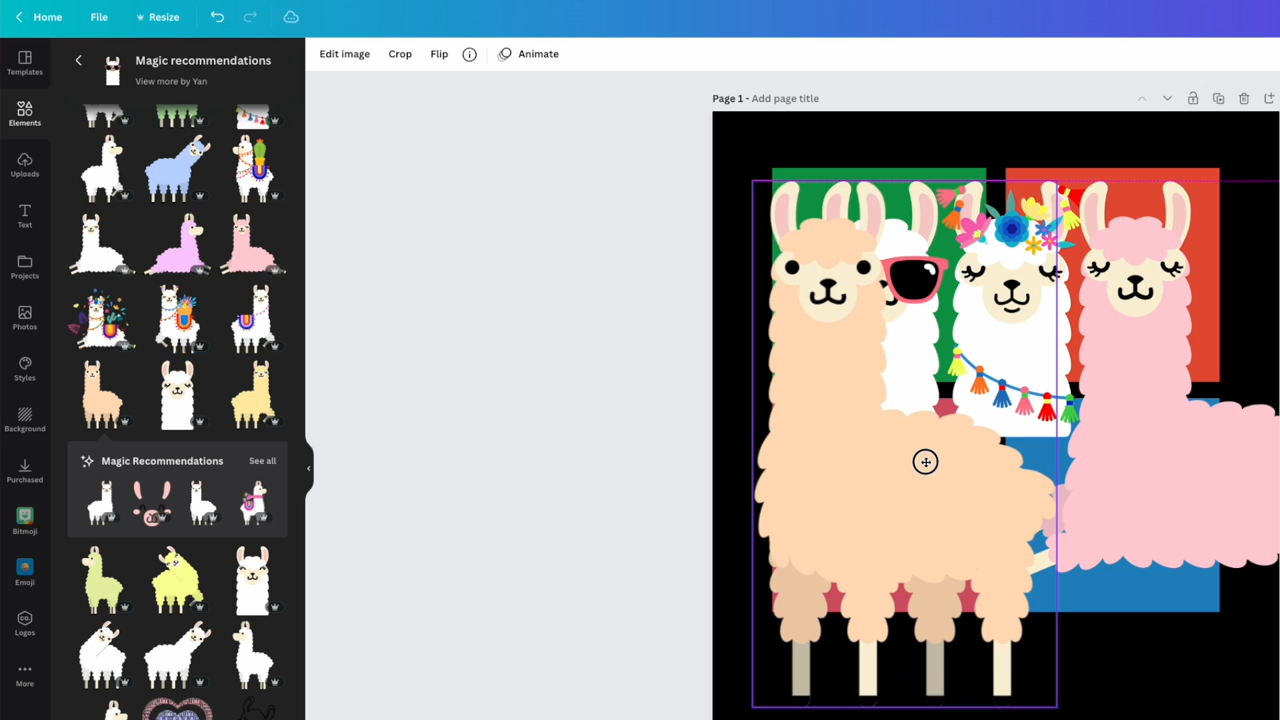 Home File Resize
Magic recommendations
View more by Yan
Templates
Elements
Uploads
Text
Projects
Photos
Styles
Background
Purchased
Bitmoji
Emoji
CO.
Logos
More
Magic Recommendations See all
Edit image Crop Flip Animate
Page 1 - Add page title